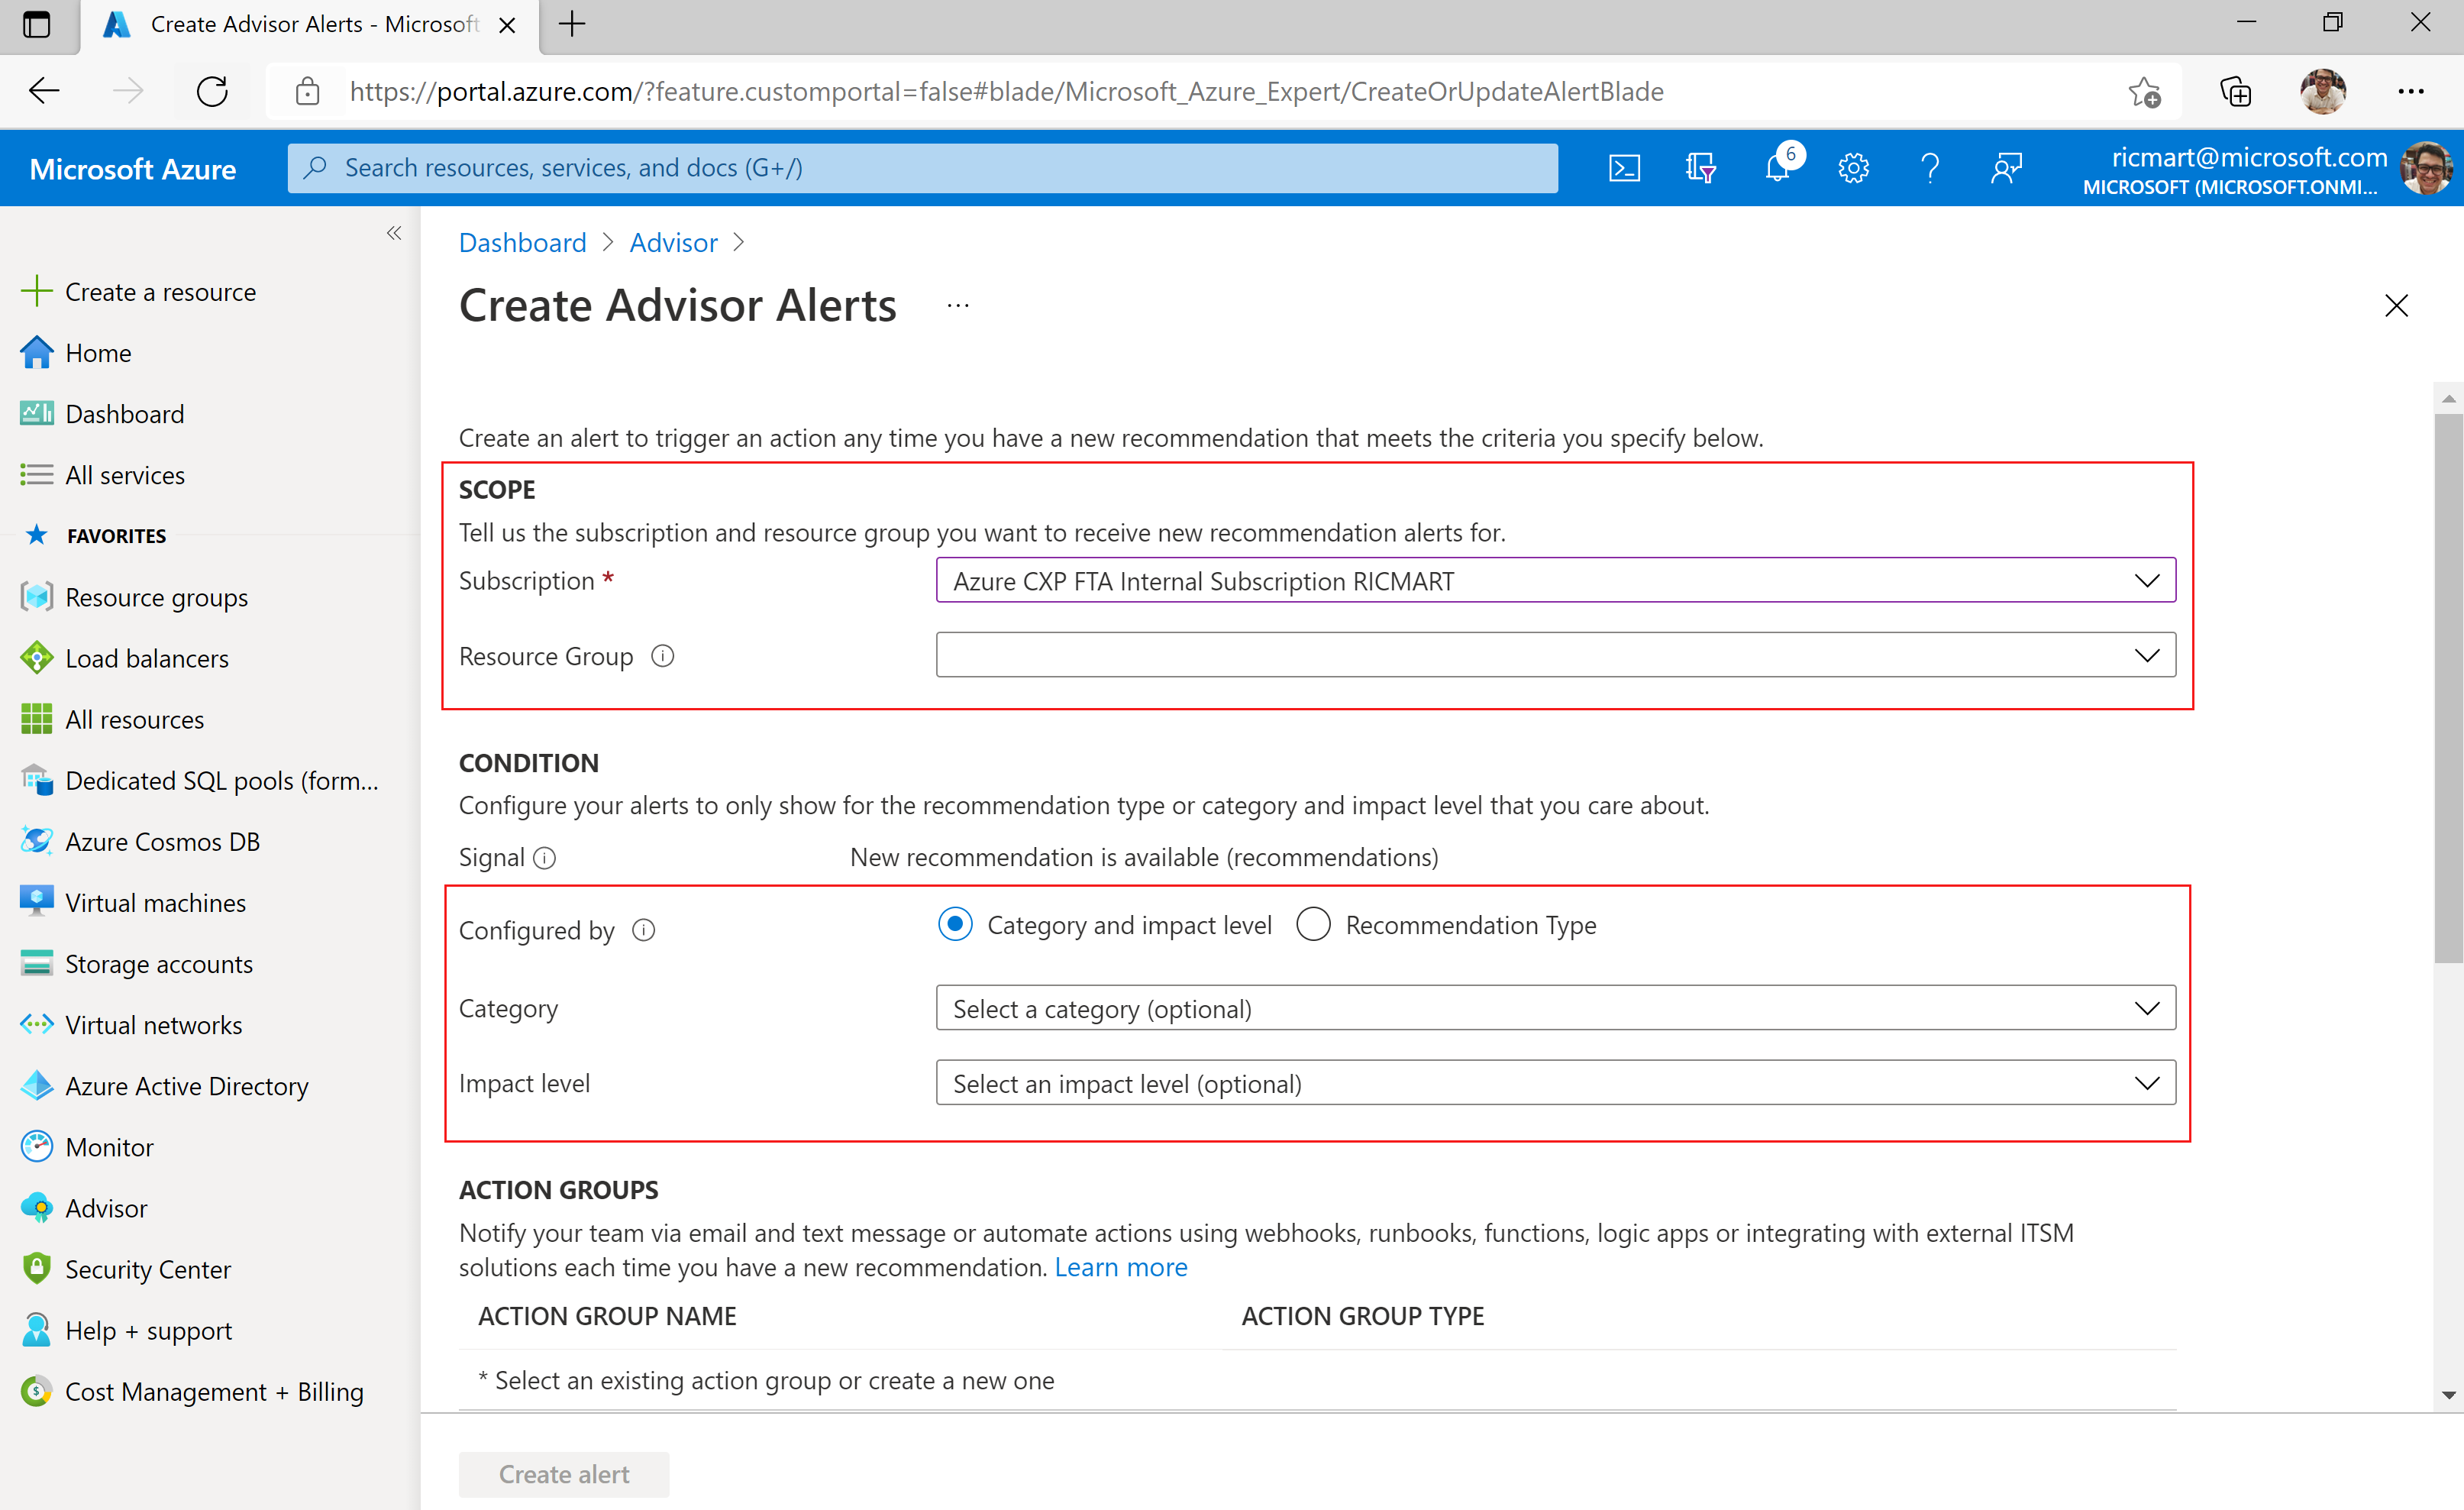 Create Advisor Alerts - Microsoft
https://portal.azure.com/?feature.customportal=false#blade/Microsoft_Azure_Expert/CreateOrUpdateAlertBlade
Microsoft Azure
Search resources, services, and docs (G+/)
6
ricmart@microsoft.com
MICROSOFT (MICROSOFT.ONMI...
Create a resource
Home
Dashboard
All services
FAVORITES
Resource groups
Load balancers
All resources
Dedicated SQL pools (form...
Azure Cosmos DB
Virtual machines
Storage accounts
Virtual networks
Azure Active Directory
Monitor
Advisor
Security Center
Help + support
Cost Management + Billing
Dashboard > Advisor >
Create Advisor Alerts ...
Create an alert to trigger an action any time you have a new recommendation that meets the criteria you specify below.
SCOPE
Tell us the subscription and resource group you want to receive new recommendation alerts for.
Subscription * Azure CXP FTA Internal Subscription RICMART
Resource Group
CONDITION
Configure your alerts to only show for the recommendation type or category and impact level that you care about.
Signal New recommendation is available (recommendations)
Configured by Category and impact level Recommendation Type
Category Select a category (optional)
Impact level Select an impact level (optional)
ACTION GROUPS
Notify your team via email and text message or automate actions using webhooks, runbooks, functions, logic apps or integrating with external ITSM
solutions each time you have a new recommendation. Learn more
ACTION GROUP NAME ACTION GROUP TYPE
* Select an existing action group or create a new one
Create alert